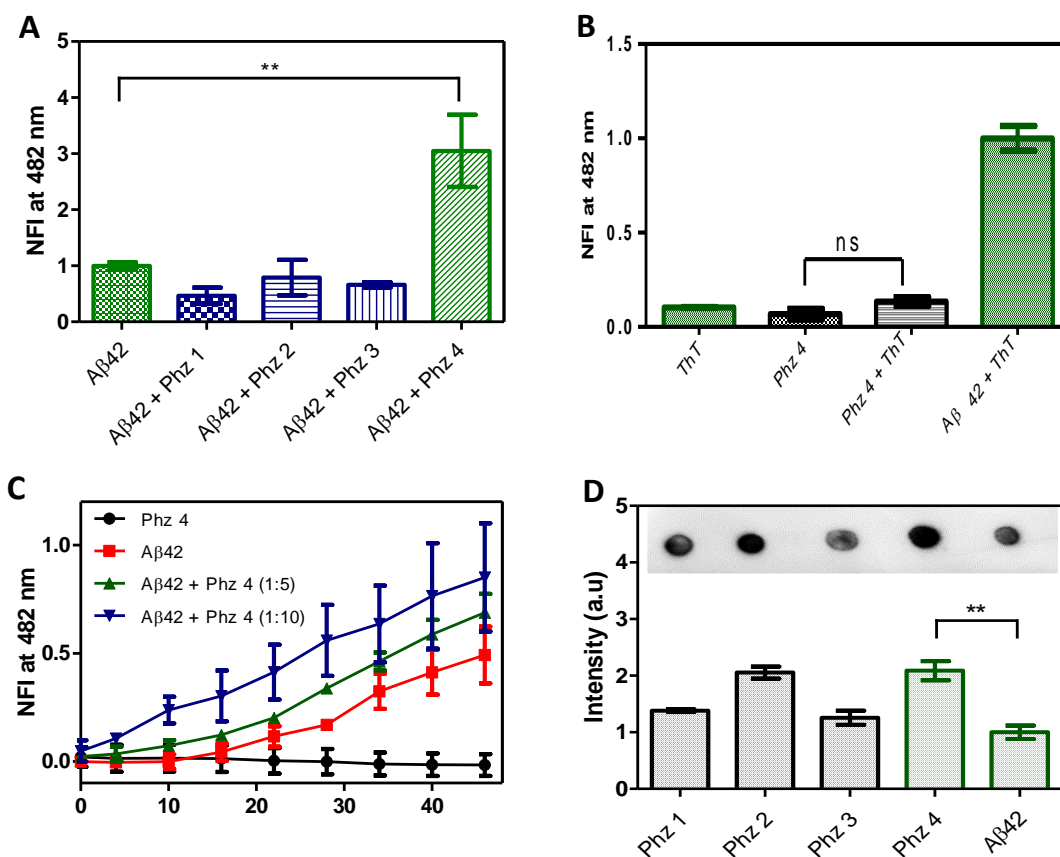 A
NFI at 482 nm
5
4
3
2
1
0
**
Aβ42
Aβ42 + Phz 1
Aβ42 + Phz 2
Aβ42 + Phz 3
Aβ42 + Phz 4
B
NFI at 482 nm
1.5
1.0
0.5
0.0
ns
ThT
Phz 4
Phz 4 + ThT
Aβ 42 + ThT
C
NFI at 482 nm
1.0
0.5
0.0
Phz 4
Aβ42
Aβ42 + Phz 4 (1:5)
Aβ42 + Phz 4 (1:10)
0 10 20 30 40
D
Intensity (a.u)
5
4
3
2
1
0
**
Phz 1
Phz 2
Phz 3
Phz 4
Aβ42